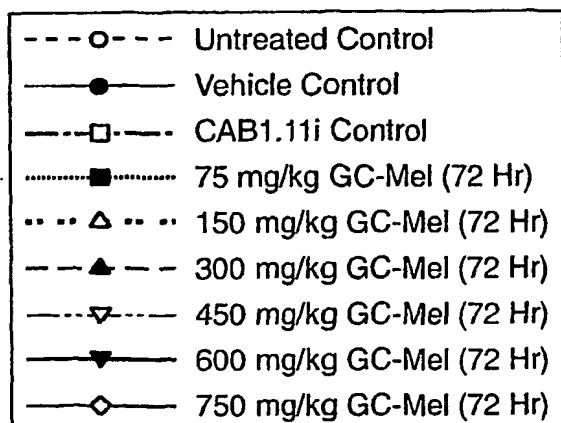 Untreated Control
Vehicle Control
CAB1.11i Control
75 mg/kg GC-Mel (72 Hr)
150 mg/kg GC-Mel (72 Hr)
300 mg/kg GC-Mel (72 Hr)
450 mg/kg GC-Mel (72 Hr)
600 mg/kg GC-Mel (72 Hr)
750 mg/kg GC-Mel (72 Hr)